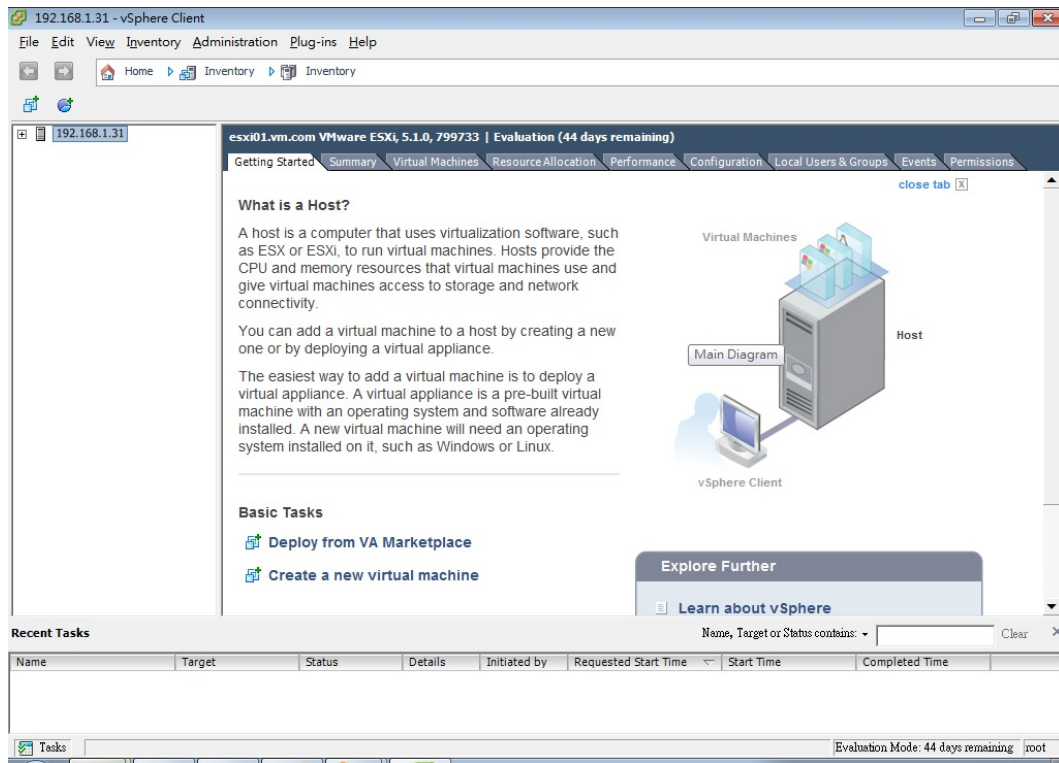 192.168.1.31 - vSphere Client
File Edit View Inventory Administration Plug-ins Help
Home Inventory Inventory
192.168.1.31
esxi01.vm.com VMware ESXi, 5.1.0, 799733 | Evaluation (44 days remaining)
Getting Started Summary Virtual Machines Resource Allocation Performance Configuration Local Users & Groups Events Permissions
close tab X
What is a Host?
A host is a computer that uses virtualization software, such
as ESX or ESXi, to run virtual machines. Hosts provide the
CPU and memory resources that virtual machines use and
give virtual machines access to storage and network
connectivity.
You can add a virtual machine to a host by creating a new
one or by deploying a virtual appliance.
The easiest way to add a virtual machine is to deploy a
virtual appliance. A virtual appliance is a pre-built virtual
machine with an operating system and software already
installed. A new virtual machine will need an operating
system installed on it, such as Windows or Linux.
Virtual Machines
Host
Main Diagram
vSphere Client
Basic Tasks
Deploy from VA Marketplace
Create a new virtual machine
Explore Further
Learn about vSphere
Recent Tasks
Name, Target or Status contains:
Clear
Name Target Status Details Initiated by Requested Start Time Start Time Completed Time
Tasks
Evaluation Mode: 44 days remaining root